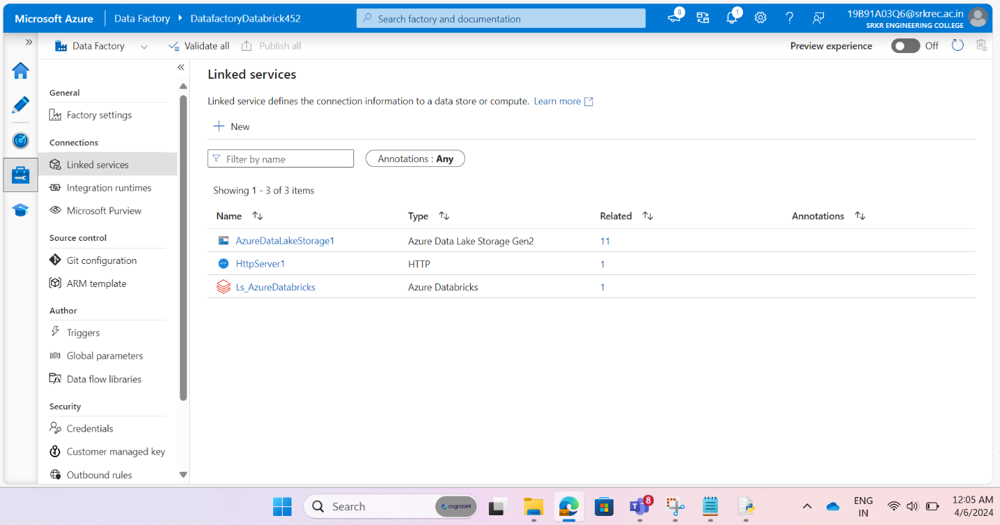 Microsoft Azure
Data Factory
DatafactoryDatabrick452
Search factory and documentation
8
1
?
19B91A03Q6@srkrec.ac.in
SRKR ENGINEERING COLLEGE
»
Data Factory
Validate all
Publish all
Preview experience
Off
«
General
Factory settings
Connections
Linked services
Integration runtimes
Microsoft Purview
Source control
Git configuration
ARM template
Author
Triggers
Global parameters
Data flow libraries
Security
Credentials
Customer managed key
Outbound rules
Linked services
Linked service defines the connection information to a data store or compute. Learn more
+ New
Filter by name
Annotations : Any
Showing 1 - 3 of 3 items
Name Type Related Annotations
AzureDataLakeStorage1 Azure Data Lake Storage Gen2 11
HttpServer1 HTTP 1
Ls_AzureDatabricks Azure Databricks 1
Search
cognizant
8
ENG
IN
12:05 AM
4/6/2024